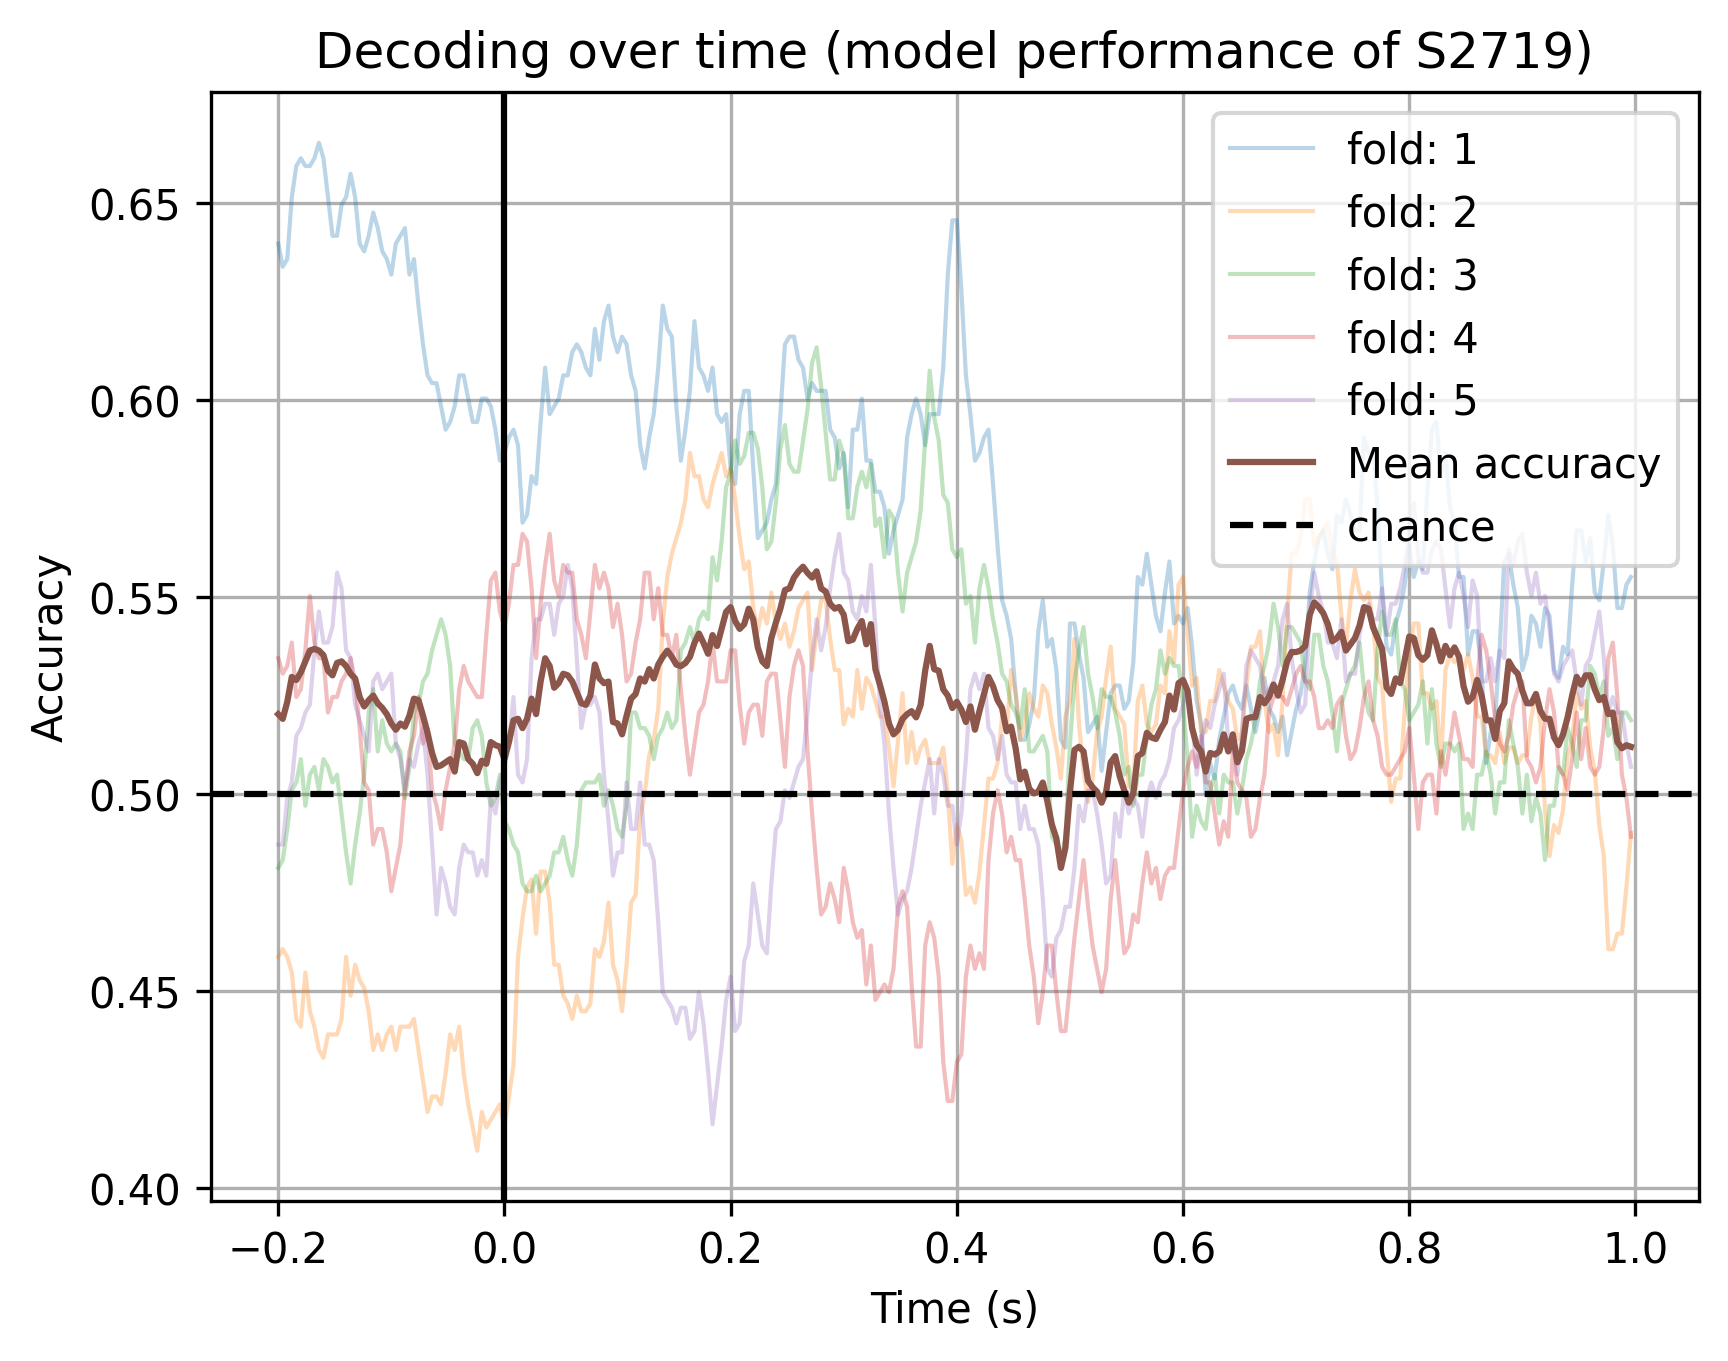 Decoding over time (model performance of S2719)
Accuracy
0.65
0.60
0.55
0.50
0.45
0.40
fold: 1
fold: 2
fold: 3
fold: 4
fold: 5
Mean accuracy
chance
−0.2
0.0
0.2
0.4
0.6
0.8
1.0
Time (s)